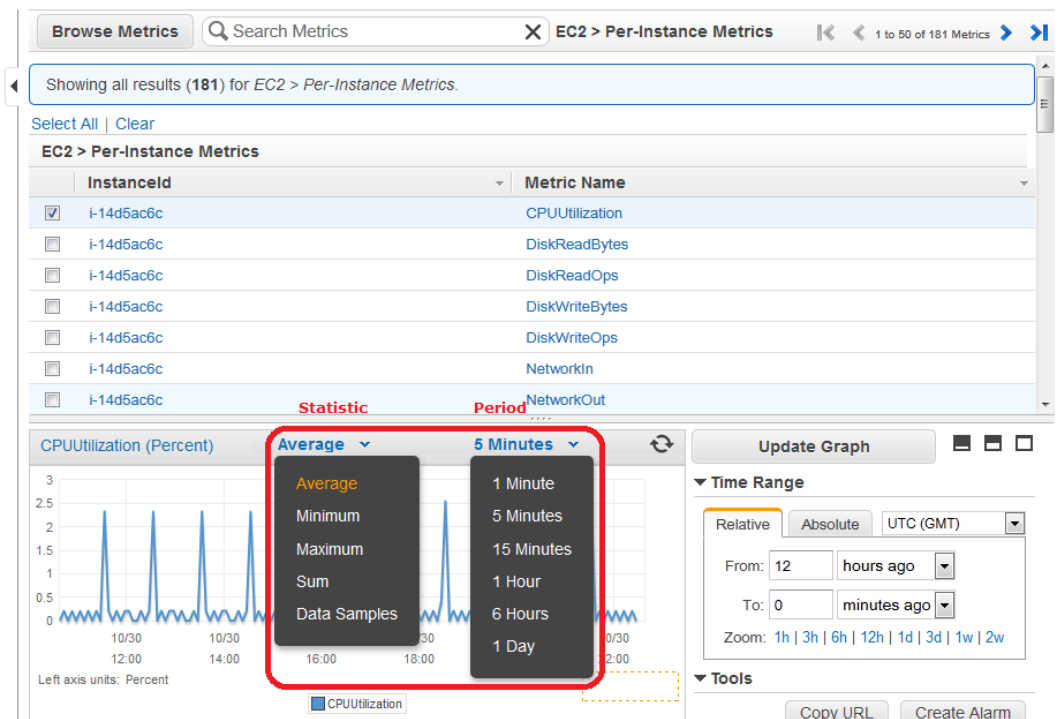 Browse Metrics Search Metrics EC2 > Per-Instance Metrics 1 to 50 of 181 Metrics
Showing all results (181) for EC2 > Per-Instance Metrics.
Select All | Clear
EC2 > Per-Instance Metrics
InstanceId Metric Name
i-14d5ac6c CPUUtilization
i-14d5ac6c DiskReadBytes
i-14d5ac6c DiskReadOps
i-14d5ac6c DiskWriteBytes
i-14d5ac6c DiskWriteOps
i-14d5ac6c NetworkIn
i-14d5ac6c NetworkOut
Statistic Period
CPUUtilization (Percent) Average 5 Minutes
Average
Minimum
Maximum
Sum
Data Samples
1 Minute
5 Minutes
15 Minutes
1 Hour
6 Hours
1 Day
3
2.5
2
1.5
1
0.5
0
10/30 10/30 30 0/30
12:00 14:00 16:00 18:00 2:00
Left axis units: Percent
CPUUtilization
Update Graph
Time Range
Relative Absolute UTC (GMT)
From: 12 hours ago
To: 0 minutes ago
Zoom: 1h | 3h | 6h | 12h | 1d | 3d | 1w | 2w
Tools
Copy URL Create Alarm